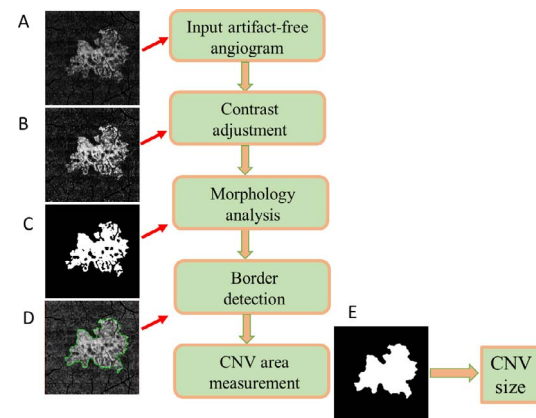 A
Input artifact-free
angiogram
B
Contrast
adjustment
C
Morphology
analysis
D
Border
detection
CNV area
measurement
E
CNV
size